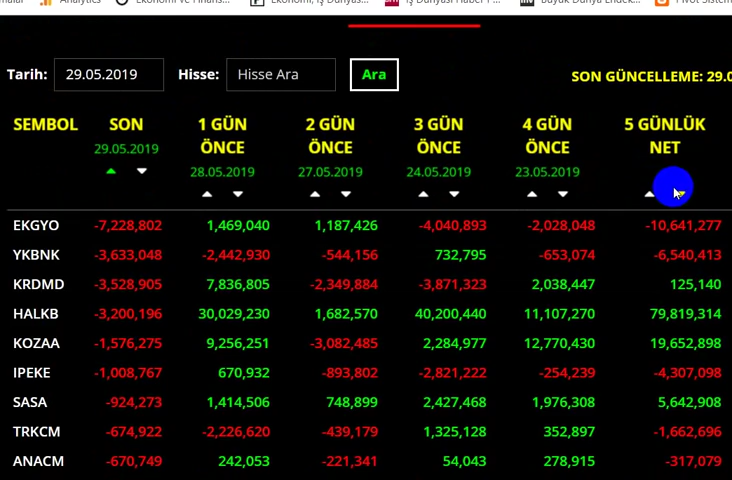 Analytics
Tarih: 29.05.2019 Hisse: Hisse Ara Ara SON GÜNCELLEME: 29.0
SEMBOL SON 1 GÜN ÖNCE 2 GÜN ÖNCE 3 GÜN ÖNCE 4 GÜN ÖNCE 5 GÜNLÜK NET
29.05.2019 28.05.2019 27.05.2019 24.05.2019 23.05.2019
EKGYO -7,228,802 1,469,040 1,187,426 -4,040,893 -2,028,048 -10,641,277
YKBNK -3,633,048 -2,442,930 -544,156 732,795 -653,074 -6,540,413
KRDMD -3,528,905 7,836,805 -2,349,884 -3,871,323 2,038,447 125,140
HALKB -3,200,196 30,029,230 1,682,570 40,200,440 11,107,270 79,819,314
KOZAA -1,576,275 9,256,251 -3,082,485 2,284,977 12,770,430 19,652,898
IPEKE -1,008,767 670,932 -893,802 -2,821,222 -254,239 -4,307,098
SASA -924,273 1,414,506 748,899 2,427,468 1,976,308 5,642,908
TRKCM -674,922 -2,226,620 -439,179 1,325,128 352,897 -1,662,696
ANACM -670,749 242,053 -221,341 54,043 278,915 -317,079